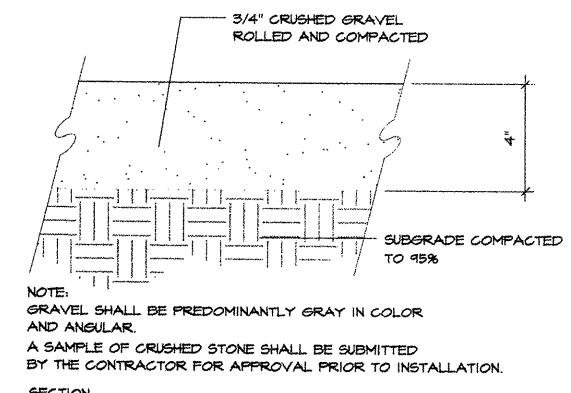 3/4" CRUSHED GRAVEL
ROLLED AND COMPACTED
4"
SUBGRADE COMPACTED
TO 95%
NOTE:
GRAVEL SHALL BE PREDOMINANTLY GRAY IN COLOR
AND ANGULAR.
A SAMPLE OF CRUSHED STONE SHALL BE SUBMITTED
BY THE CONTRACTOR FOR APPROVAL PRIOR TO INSTALLATION.
SECTION